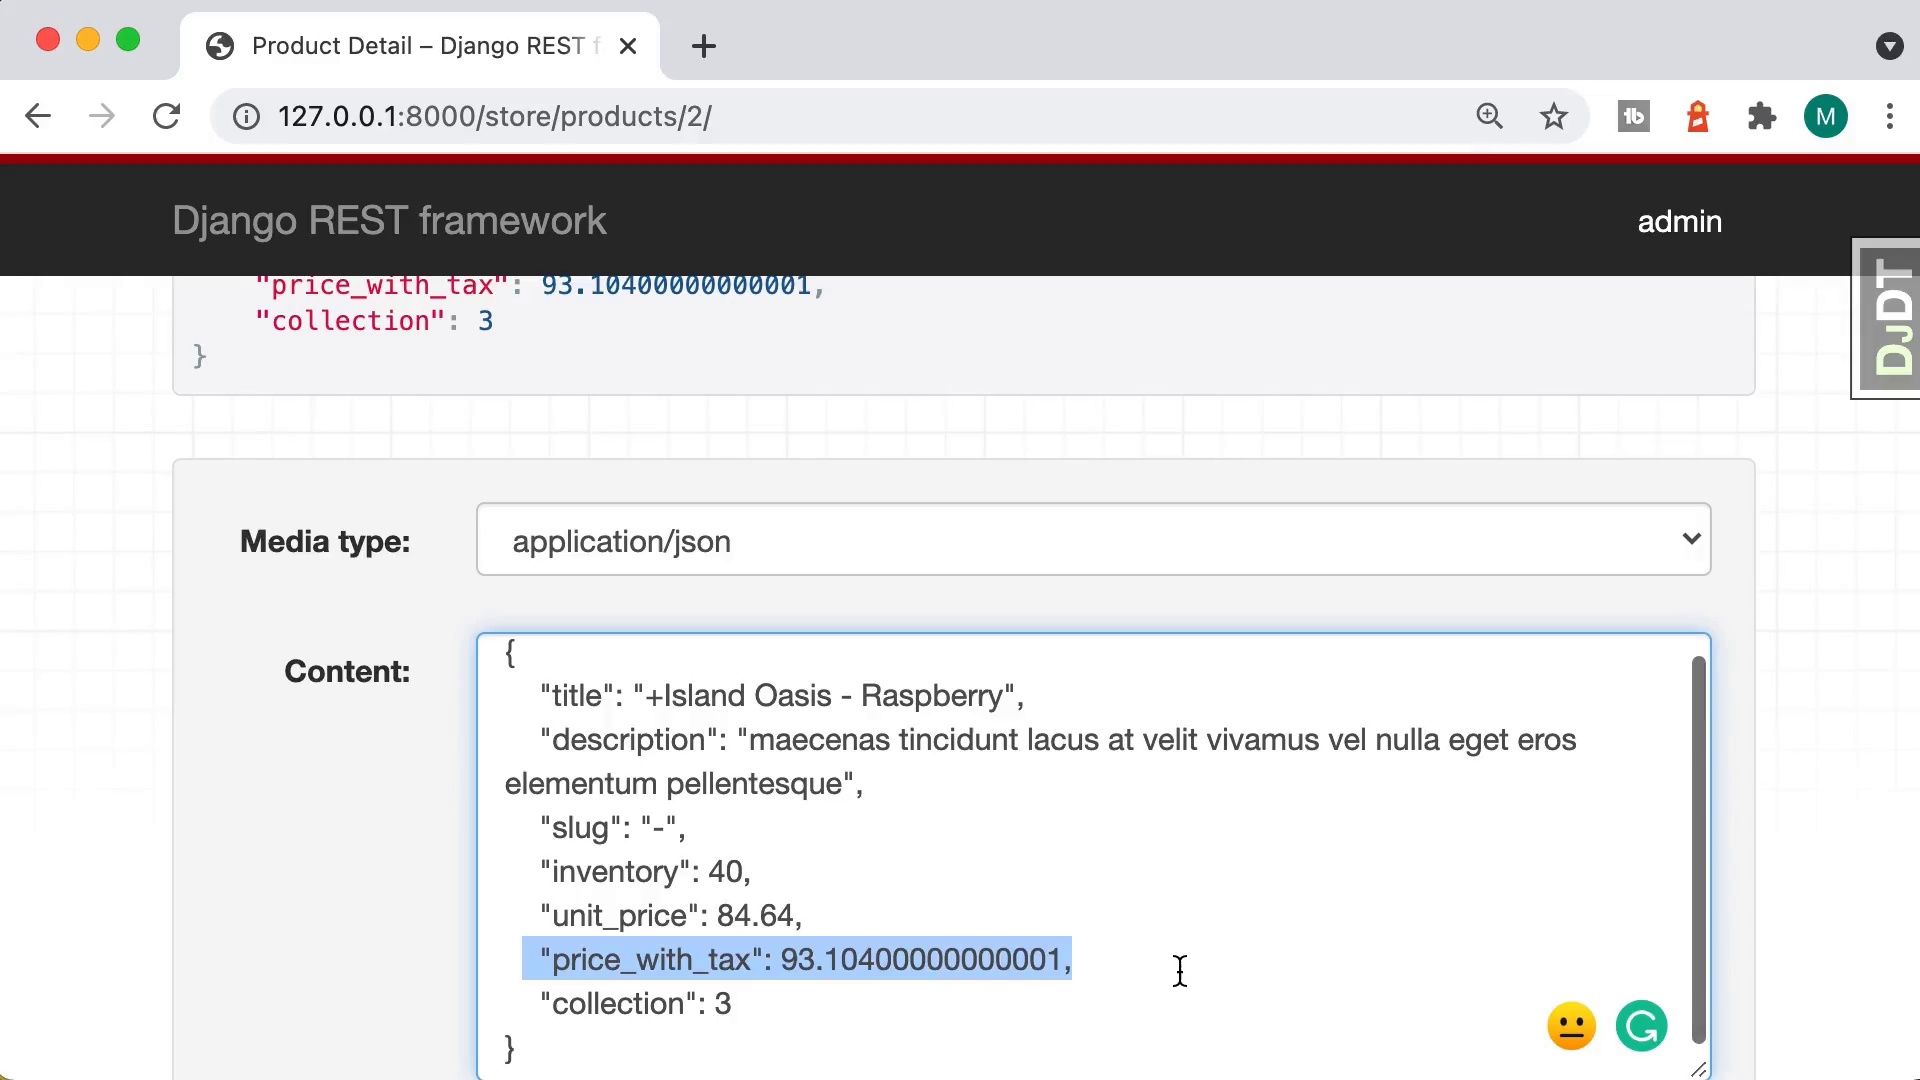 Product Detail – Django REST f
127.0.0.1:8000/store/products/2/
M
Django REST framework
admin
DJDT
"price_with_tax": 93.10400000000001,
"collection": 3
}
Media type:
application/json
Content:
{
"title": "+Island Oasis - Raspberry",
"description": "maecenas tincidunt lacus at velit vivamus vel nulla eget eros
elementum pellentesque",
"slug": "-",
"inventory": 40,
"unit_price": 84.64,
"price_with_tax": 93.10400000000001,
"collection": 3
}